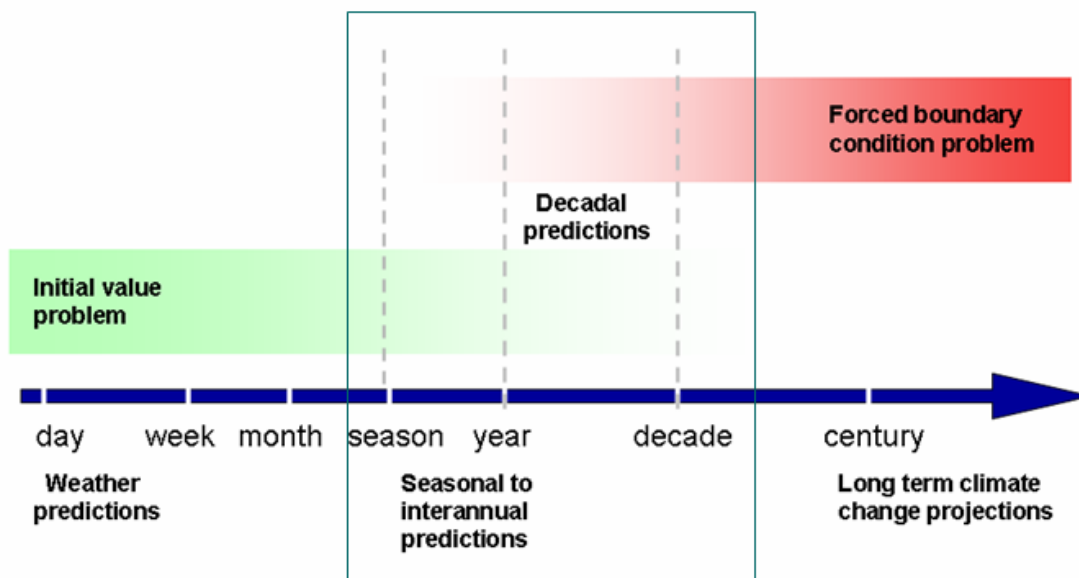 Forced boundary
condition problem
Decadal
predictions
Initial value
problem
day week month season year decade century
Weather
predictions
Seasonal to
interannual
predictions
Long term climate
change projections